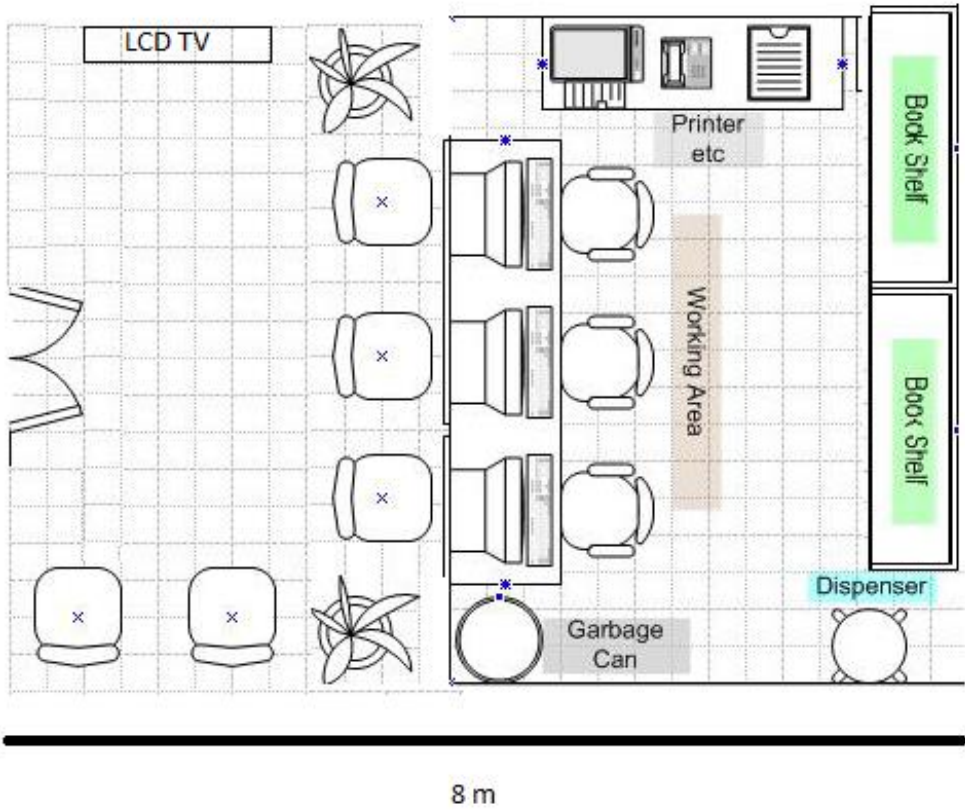 LCD TV
Printer
etc
Book Shelf
Working Area
Book Shelf
Dispenser
Garbage
Can
8 m